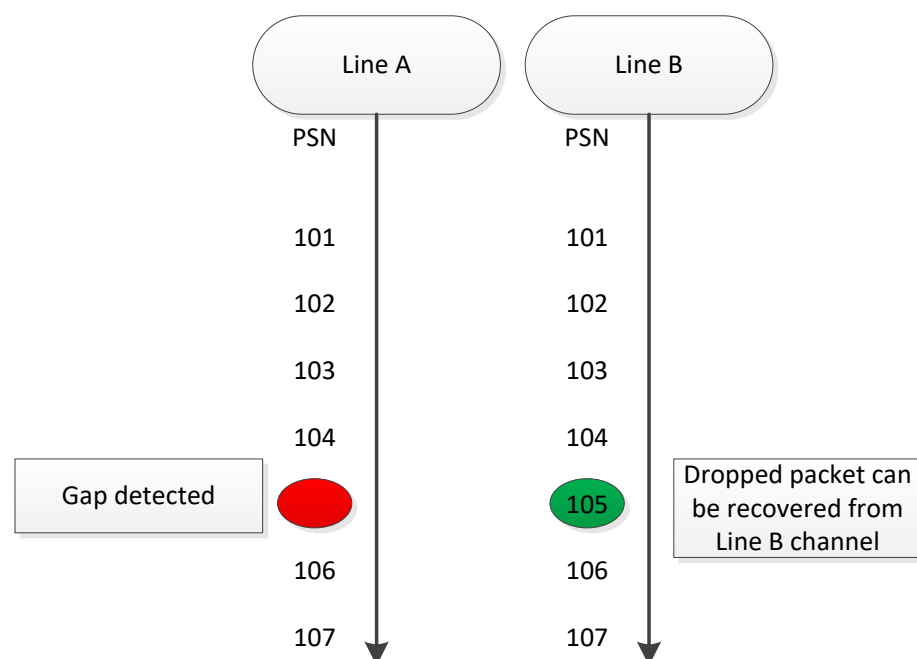 Line A
Line B
PSN
PSN
101
101
102
102
103
103
104
104
Gap detected
105
Dropped packet can
be recovered from
Line B channel
106
106
107
107